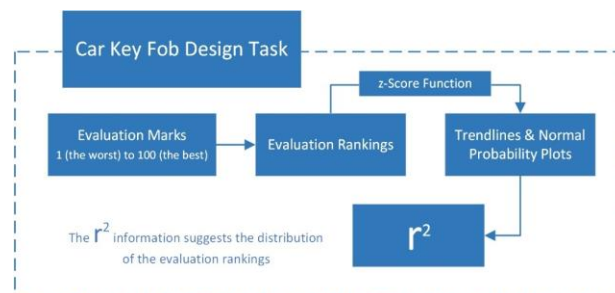 Car Key Fob Design Task
z-Score Function
Evaluation Marks
1 (the worst) to 100 (the best)
Evaluation Rankings
Trendlines & Normal
Probability Plots
The r² information suggests the distribution
of the evaluation rankings
r²